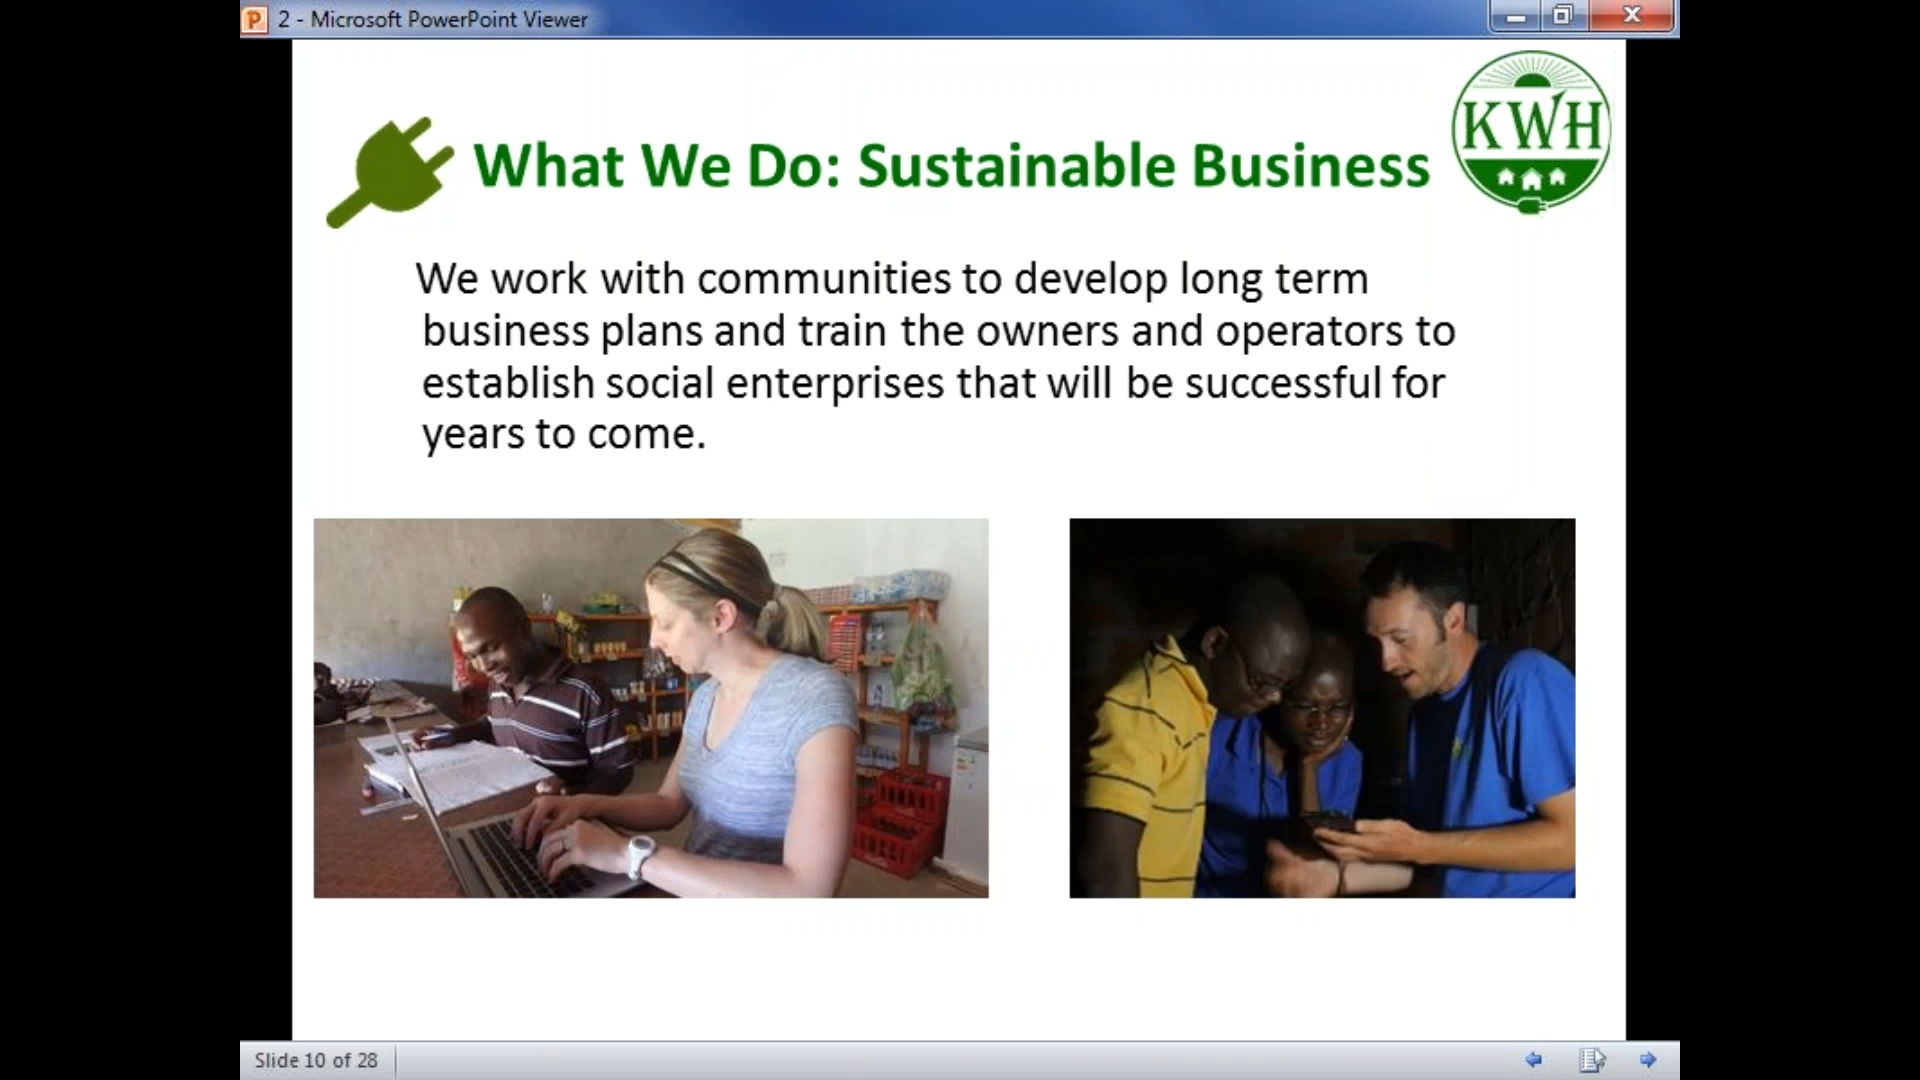 2 - Microsoft PowerPoint Viewer
KWH
What We Do: Sustainable Business
We work with communities to develop long term
business plans and train the owners and operators to
establish social enterprises that will be successful for
years to come.
Slide 10 of 28